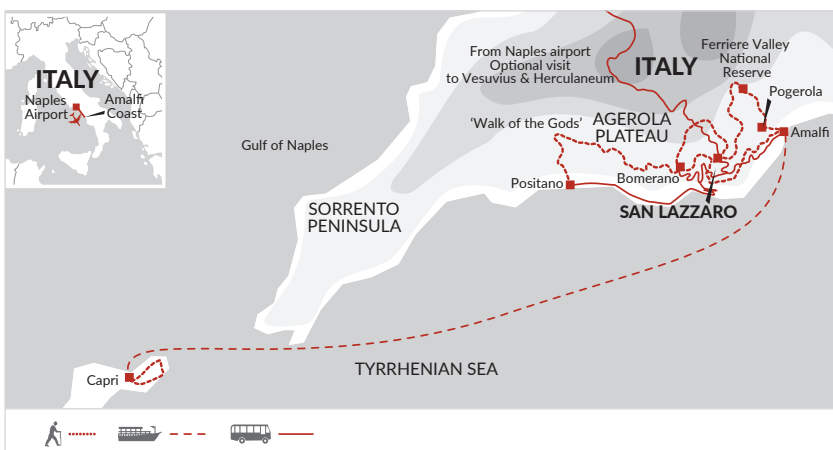 ITALY
Naples
Airport
Amalfi
Coast
From Naples airport
Optional visit
to Vesuvius & Herculaneum
ITALY
Ferriere Valley
National
Reserve
Pogerola
'Walk of the Gods'
AGEROLA
PLATEAU
Amalfi
Gulf of Naples
Positano
Bomerano
SAN LAZZARO
SORRENTO
PENINSULA
TYRRHENIAN SEA
Capri